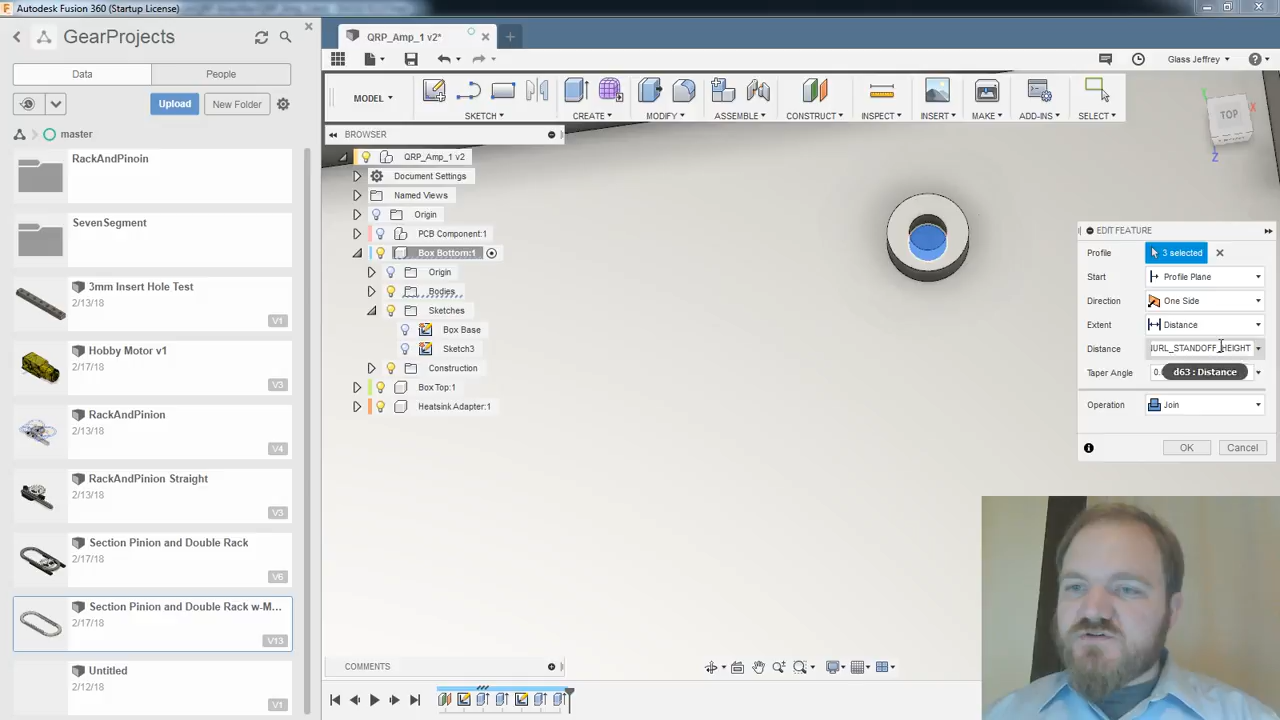 Autodesk Fusion 360 (Startup License)
GearProjects
QRP_Amp_1 v2*
Glass Jeffrey
Data
People
MODEL
SKETCH
CREATE
MODIFY
ASSEMBLE
CONSTRUCT
INSPECT
INSERT
MAKE
ADD-INS
SELECT
Upload
New Folder
master
BROWSER
TOP
X
Y
Z
RackAndPinoin
SevenSegment
3mm Insert Hole Test
2/13/18
V1
Hobby Motor v1
2/17/18
V3
RackAndPinion
2/13/18
V4
RackAndPinion Straight
2/13/18
V3
Section Pinion and Double Rack
2/17/18
V6
Section Pinion and Double Rack w-M...
2/17/18
V13
Untitled
2/12/18
V1
QRP_Amp_1 v2
Document Settings
Named Views
Origin
PCB Component:1
Box Bottom:1
Origin
Bodies
Sketches
Box Base
Sketch3
Construction
Box Top:1
Heatsink Adapter:1
EDIT FEATURE
Profile 3 selected
Start Profile Plane
Direction One Side
Extent Distance
Distance URL_STANDOFF_HEIGHT
Taper Angle 0. d63 : Distance
Operation Join
OK Cancel
COMMENTS